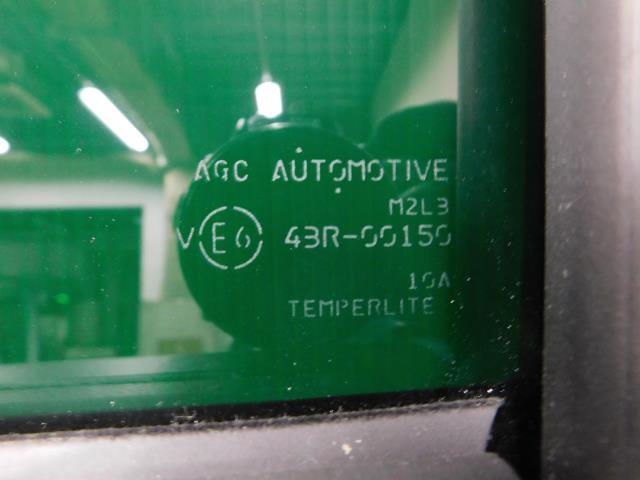 AGC AUTOMOTIVE
M2L3
V E6 43R-00150
10A
TEMPERLITE